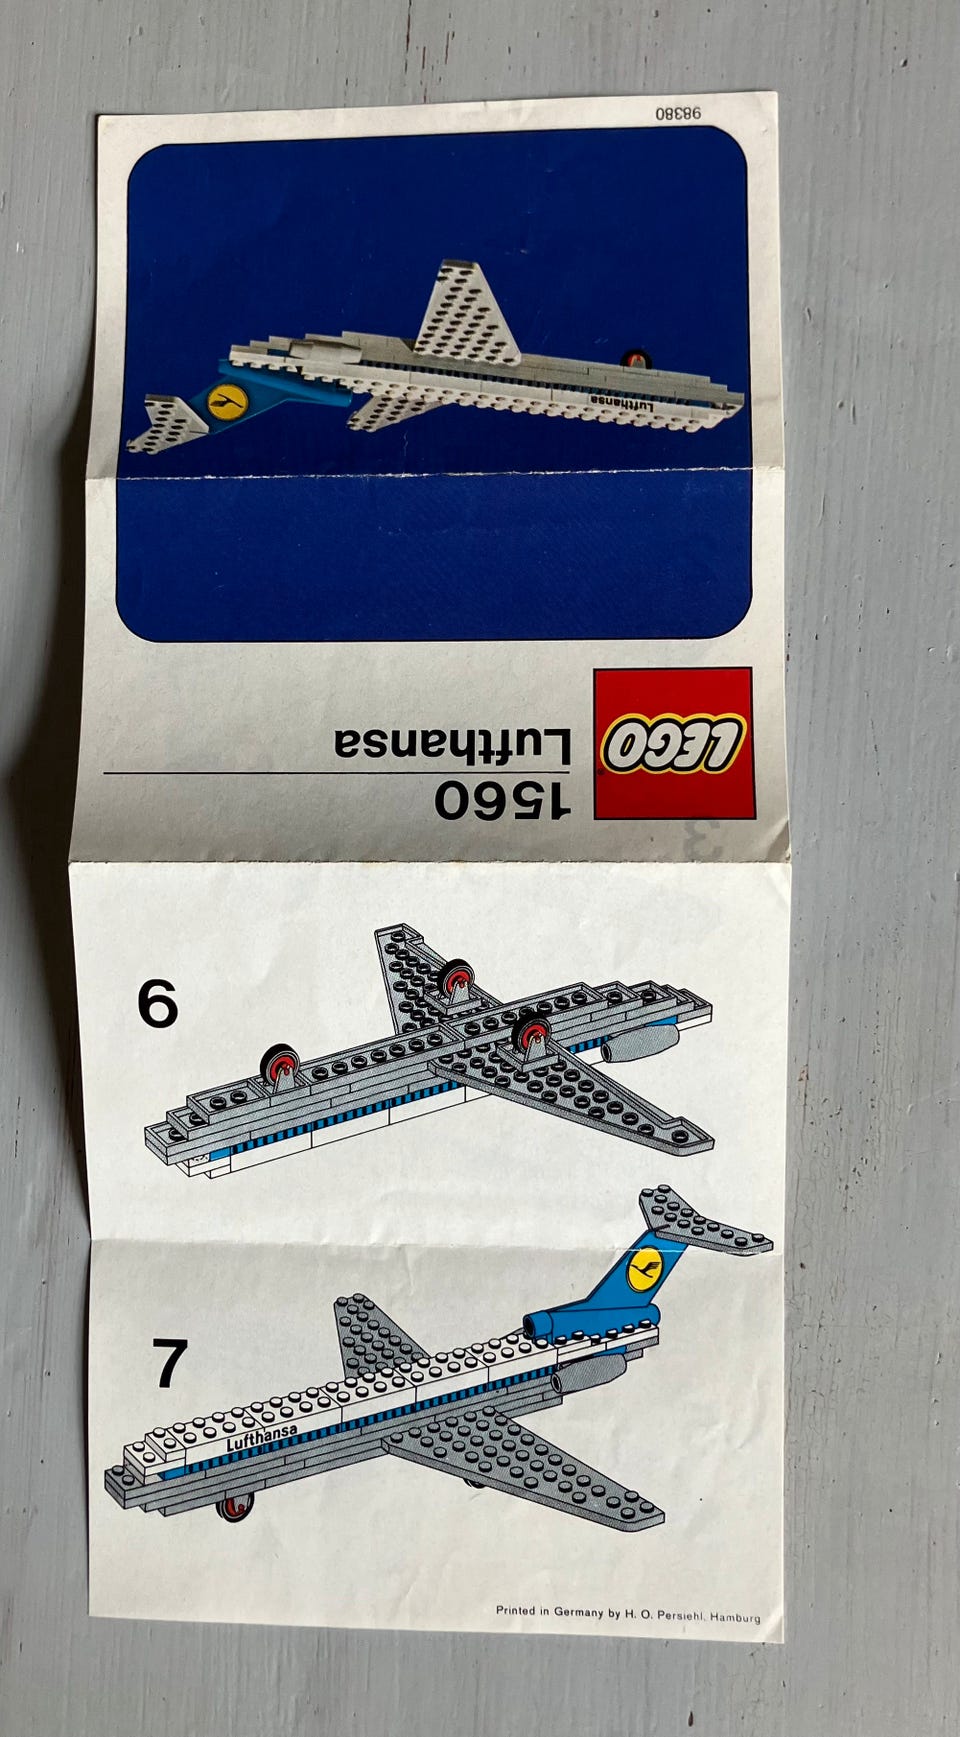 98380
Lufthansa
LEGO
®
Lufthansa
1560
6
7
Lufthansa
Printed in Germany by H. O. Persiehl, Hamburg